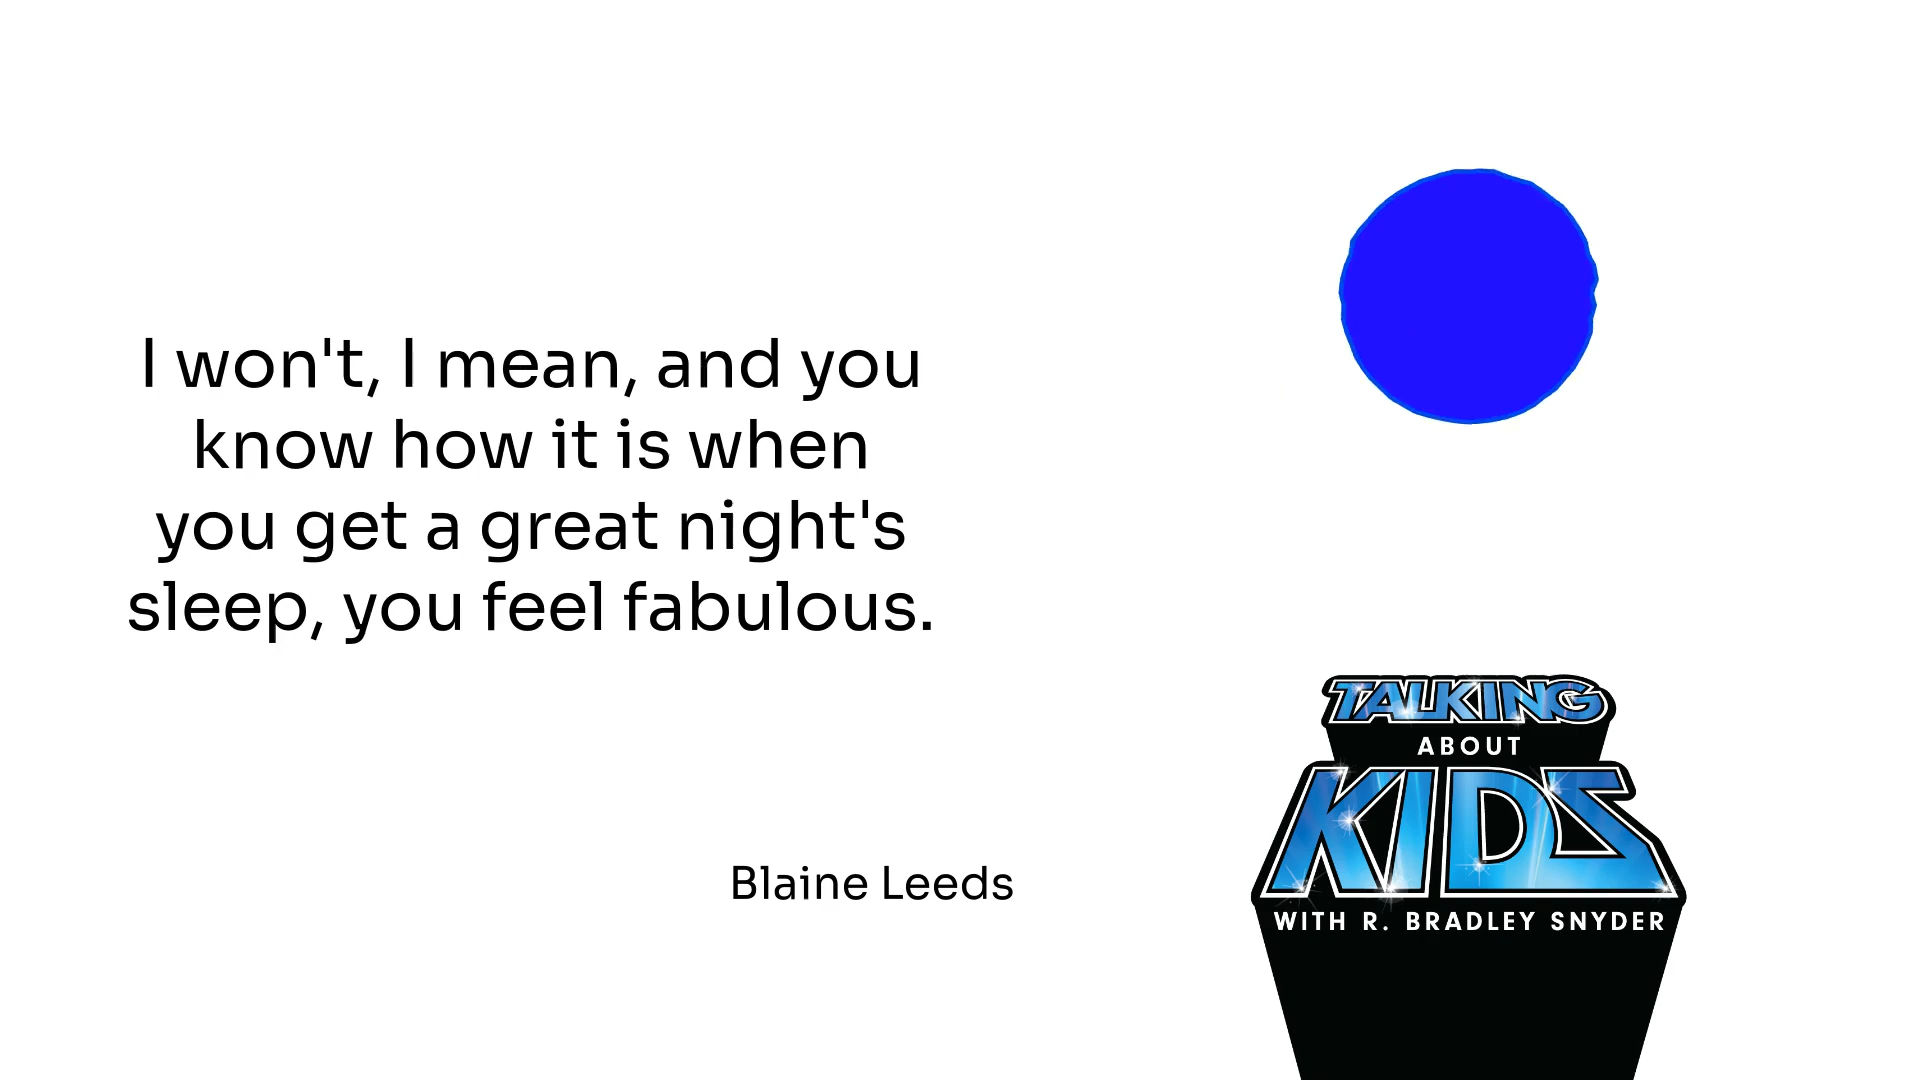 I won't, I mean, and you
know how it is when
you get a great night's
sleep, you feel fabulous.
Blaine Leeds
TALKING
ABOUT
KIDS
WITH R. BRADLEY SNYDER